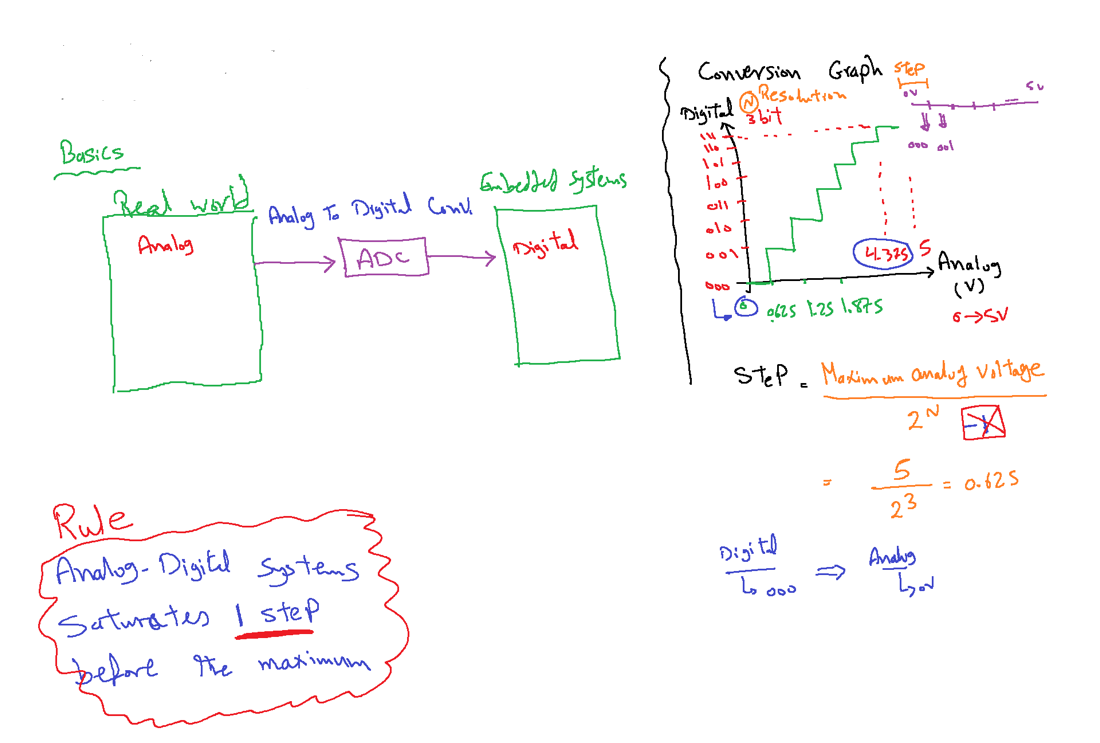 Basics
Real world
Analog
Analog To Digital Conv.
ADC
Embedded Systems
Digital
Rule
Analog-Digital Systems
Saturates 1 step
before the maximum
Conversion Graph
Step
0V
5V
000 001
Digital
N Resolution
3 bit
111
110
101
100
011
010
001
000
0 0.625 1.25 1.875
4.375 5
Analog
(V)
0→5V
Step = Maximum analog voltage
2^N -1
= 5 / 2^3 = 0.625
Digital ⇒ Analog
↳ 000 ↳ 0V